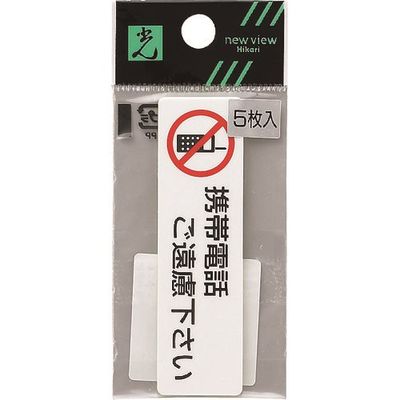 光
new view
Hikari
5枚入
携帯電話
ご遠慮下さい